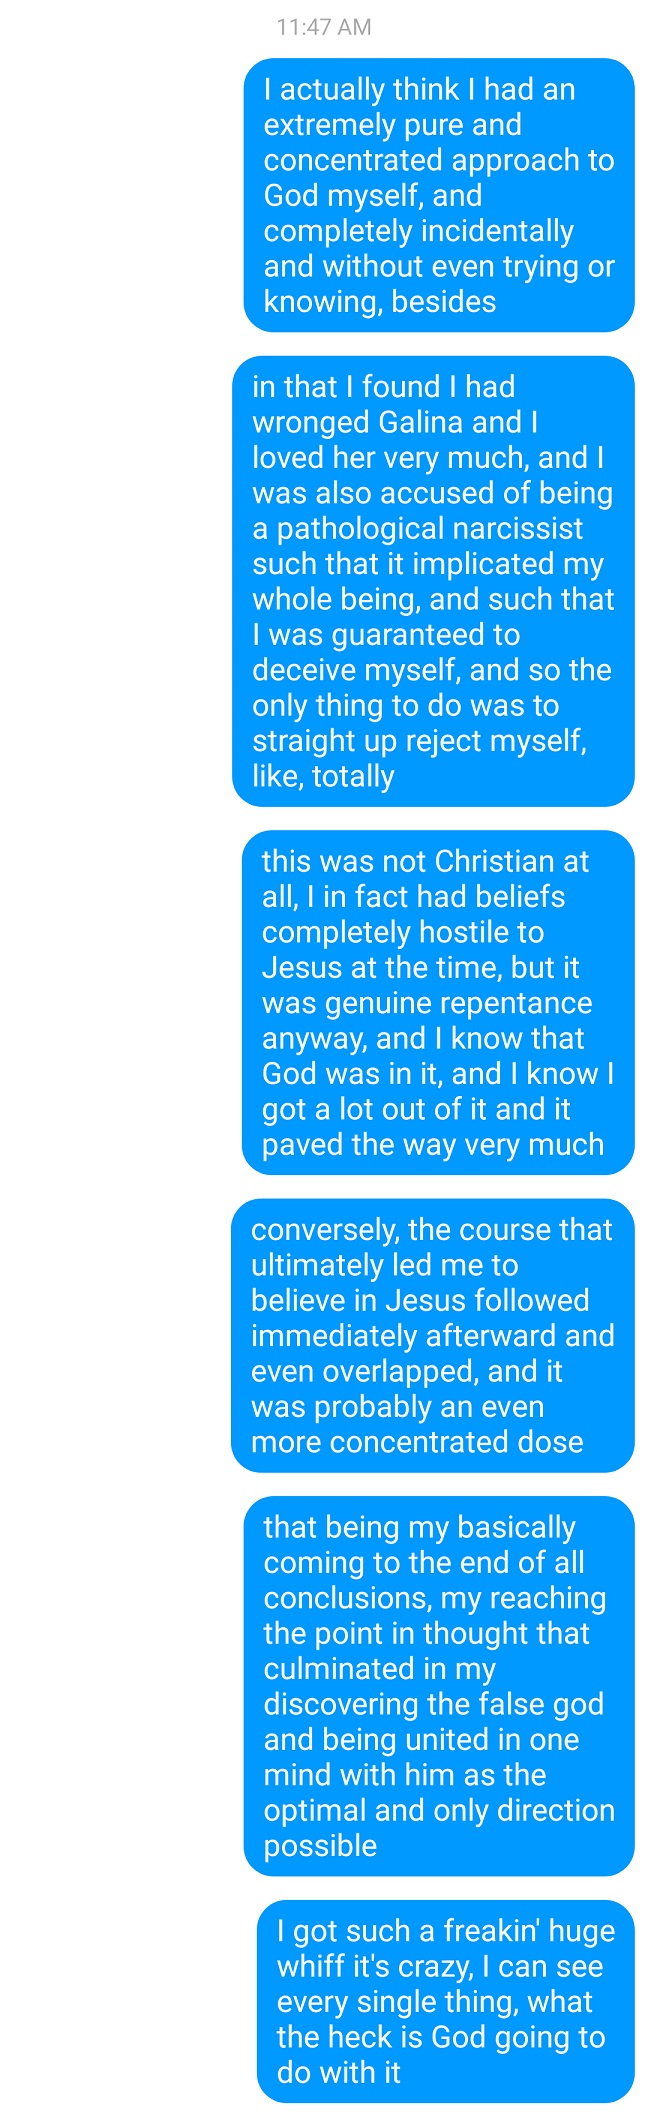 11:47 AM
I actually think I had an
extremely pure and
concentrated approach to
God myself, and
completely incidentally
and without even trying or
knowing, besides
in that I found I had
wronged Galina and I
loved her very much, and I
was also accused of being
a pathological narcissist
such that it implicated my
whole being, and such that
I was guaranteed to
deceive myself, and so the
only thing to do was to
straight up reject myself,
like, totally
this was not Christian at
all, I in fact had beliefs
completely hostile to
Jesus at the time, but it
was genuine repentance
anyway, and I know that
God was in it, and I know I
got a lot out of it and it
paved the way very much
conversely, the course that
ultimately led me to
believe in Jesus followed
immediately afterward and
even overlapped, and it
was probably an even
more concentrated dose
that being my basically
coming to the end of all
conclusions, my reaching
the point in thought that
culminated in my
discovering the false god
and being united in one
mind with him as the
optimal and only direction
possible
I got such a freakin' huge
whiff it's crazy, I can see
every single thing, what
the heck is God going to
do with it